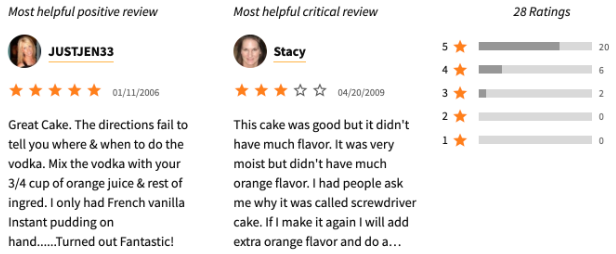 Most helpful positive review
JUSTJEN33
01/11/2006
Great Cake. The directions fail to
tell you where & when to do the
vodka. Mix the vodka with your
3/4 cup of orange juice & rest of
ingred. I only had French vanilla
Instant pudding on
hand......Turned out Fantastic!
Most helpful critical review
Stacy
04/20/2009
This cake was good but it didn't
have much flavor. It was very
moist but didn't have much
orange flavor. I had people ask
me why it was called screwdriver
cake. If I make it again I will add
extra orange flavor and do a…
28 Ratings
5 20
4 6
3 2
2 0
1 0